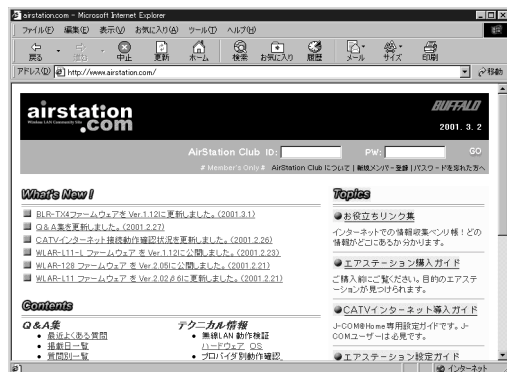 airstation.com - Microsoft Internet Explorer
ファイル(F) 編集(E) 表示(V) お気に入り(A) ツール(T) ヘルプ(H)
戻る 進む 中止 更新 ホーム 検索 お気に入り 履歴 メール サイズ 印刷
アドレス(D) http://www.airstation.com/ 移動
airstation
Wireless LAN Community Site
.COM
BUFFALO
2001. 3. 2
AirStation Club ID: PW: GO
# Member's Only # AirStation Club について | 新規メンバー登録 | パスワードを忘れた方へ
What's New !
BLR-TX4ファームウェアを Ver.1.12に更新しました。(2001.3.1)
Q&A集を更新しました。(2001.2.27)
CATVインターネット接続動作確認状況を更新しました。(2001.2.26)
WLAR-L11-L ファームウェア を Ver.1.12に公開しました。(2001.2.23)
WLAR-128 ファームウェア を Ver.2.05に公開しました。(2001.2.21)
WLAR-L11 ファームウェア を Ver.2.02β6に更新しました。(2001.2.21)
Contents
Q&A集
最近よくある質問
掲載日一覧
質問別一覧
テクニカル情報
無線LAN 動作検証
ハードウェア OS
プロバイダ別動作確認
Topics
お役立ちリンク集
インターネットでの情報収集ベンリ帳！どの
情報がどこにあるか分かります。
エアステーション購入ガイド
ご購入前にご覧ください。目的のエアステ
ーションが見つけられます。
CATVインターネット導入ガイド
J-COM@Home専用設定ガイドです。J-
COMユーザーは必見です。
エアステーション設定ガイド
インターネット